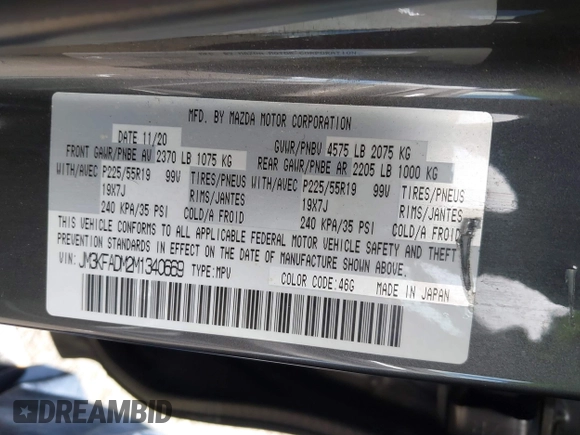 MFD. BY MAZDA MOTOR CORPORATION
DATE 11/20 GVWR/PNBV 4575 LB 2075 KG
FRONT GAWR/PNBE AV 2370 LB 1075 KG REAR GAWR/PNBE AR 2205 LB 1000 KG
WITH/AVEC P225/55R19 99V TIRES/PNEUS WITH/AVEC P225/55R19 99V TIRES/PNEUS
19X7J RIMS/JANTES 19X7J RIMS/JANTES
240 KPA/35 PSI COLD/A FROID 240 KPA/35 PSI COLD/A FROID
THIS VEHICLE CONFORMS TO ALL APPLICABLE FEDERAL MOTOR VEHICLE SAFETY AND THEFT
PREVENTION STANDARDS IN EFFECT ON THE DATE OF MANUFACTURE SHOWN ABOVE.
VIN: JM3KFADM2M1340669 TYPE: MPV COLOR CODE: 46G MADE IN JAPAN
DREAMBID